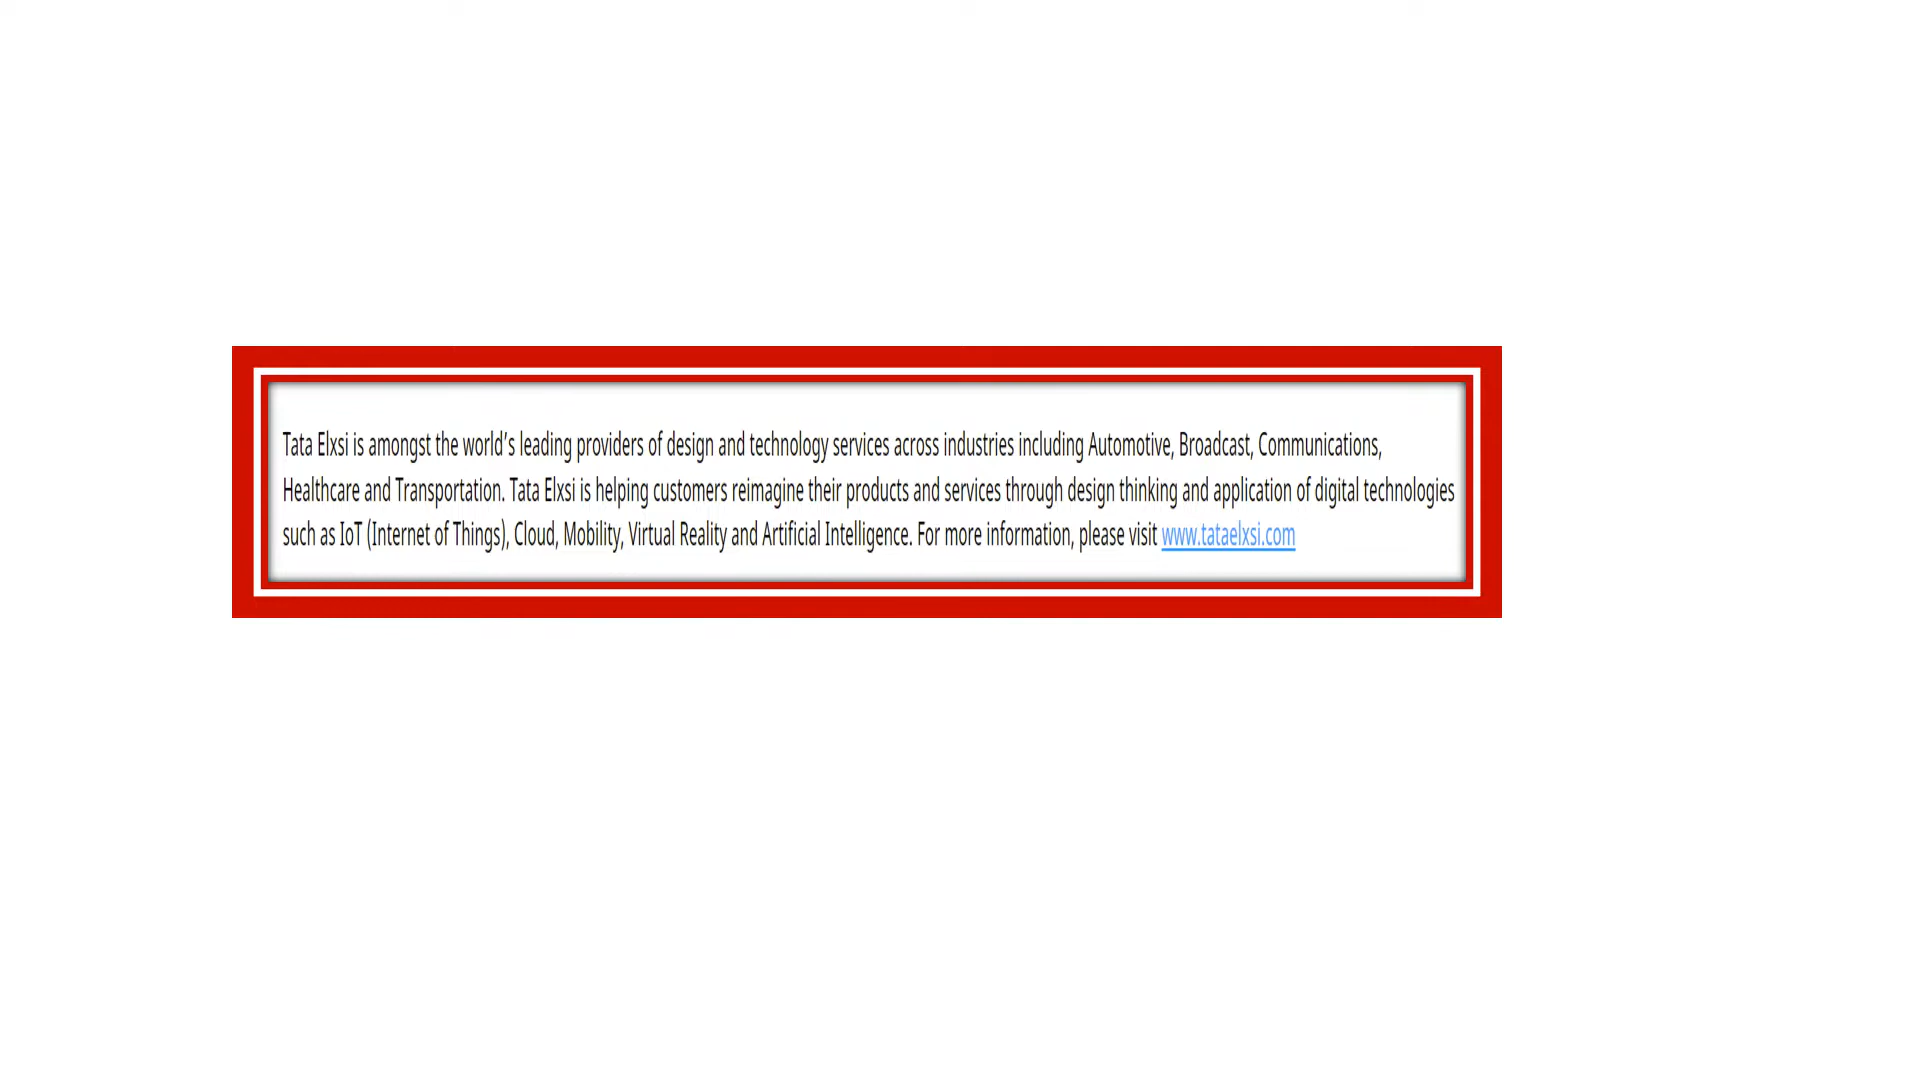 Tata Elxsi is amongst the world's leading providers of design and technology services across industries including Automotive, Broadcast, Communications,
Healthcare and Transportation. Tata Elxsi is helping customers reimagine their products and services through design thinking and application of digital technologies
such as IoT (Internet of Things), Cloud, Mobility, Virtual Reality and Artificial Intelligence. For more information, please visit www.tataelxsi.com